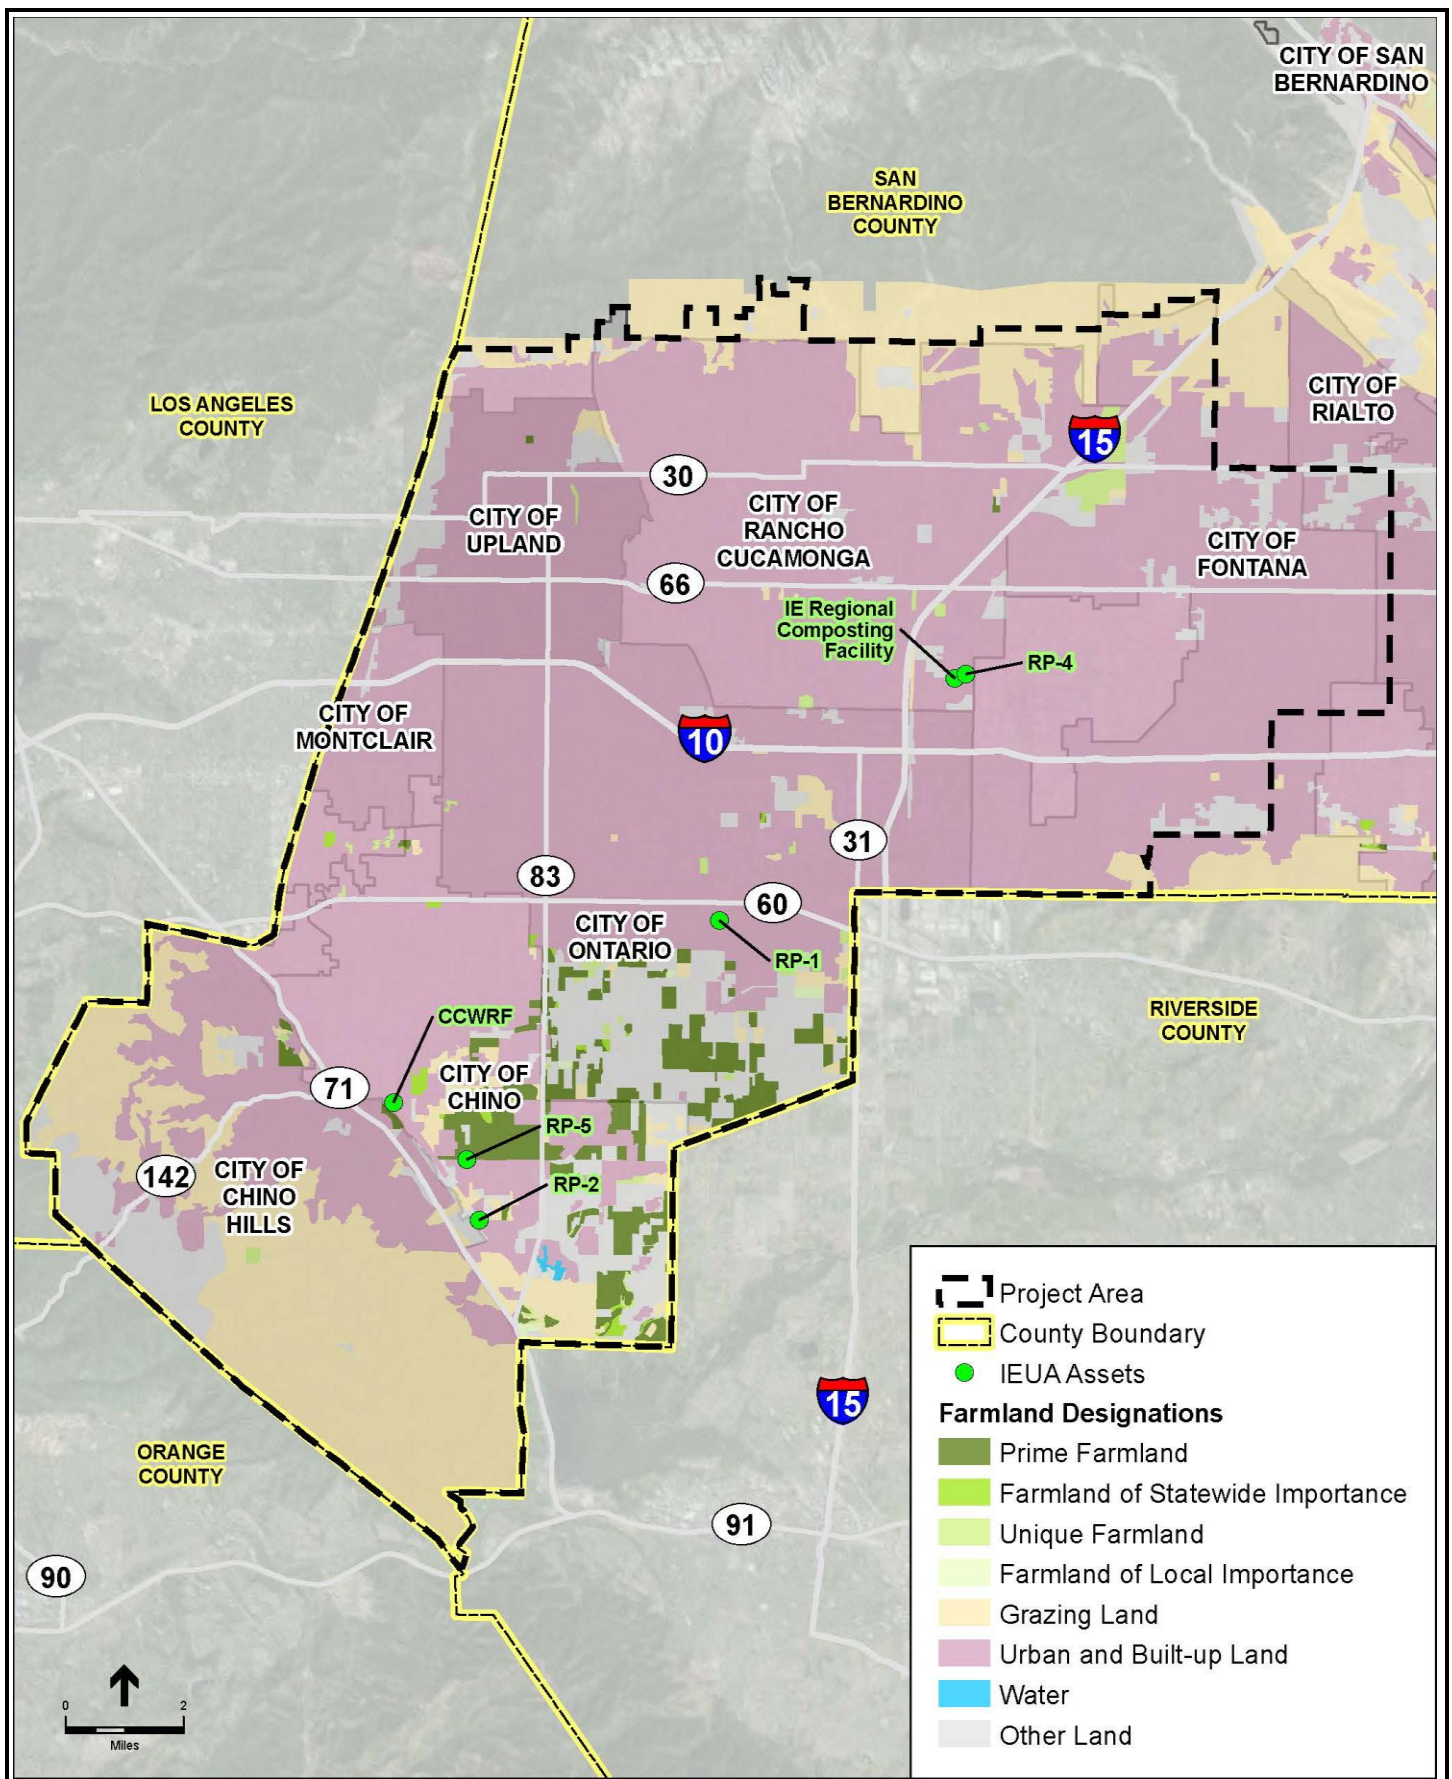 CITY OF SAN
BERNARDINO
SAN
BERNARDINO
COUNTY
LOS ANGELES
COUNTY
CITY OF
RIALTO
15
30
CITY OF
UPLAND
CITY OF
RANCHO
CUCAMONGA
CITY OF
FONTANA
66
IE Regional
Composting
Facility
RP-4
CITY OF
MONTCLAIR
10
31
83
60
CITY OF
ONTARIO
RP-1
CCWRF
RIVERSIDE
COUNTY
71
CITY OF
CHINO
RP-5
142
CITY OF
CHINO
HILLS
RP-2
15
ORANGE
COUNTY
91
90
0 2
Miles
Project Area
County Boundary
IEUA Assets
Farmland Designations
Prime Farmland
Farmland of Statewide Importance
Unique Farmland
Farmland of Local Importance
Grazing Land
Urban and Built-up Land
Water
Other Land